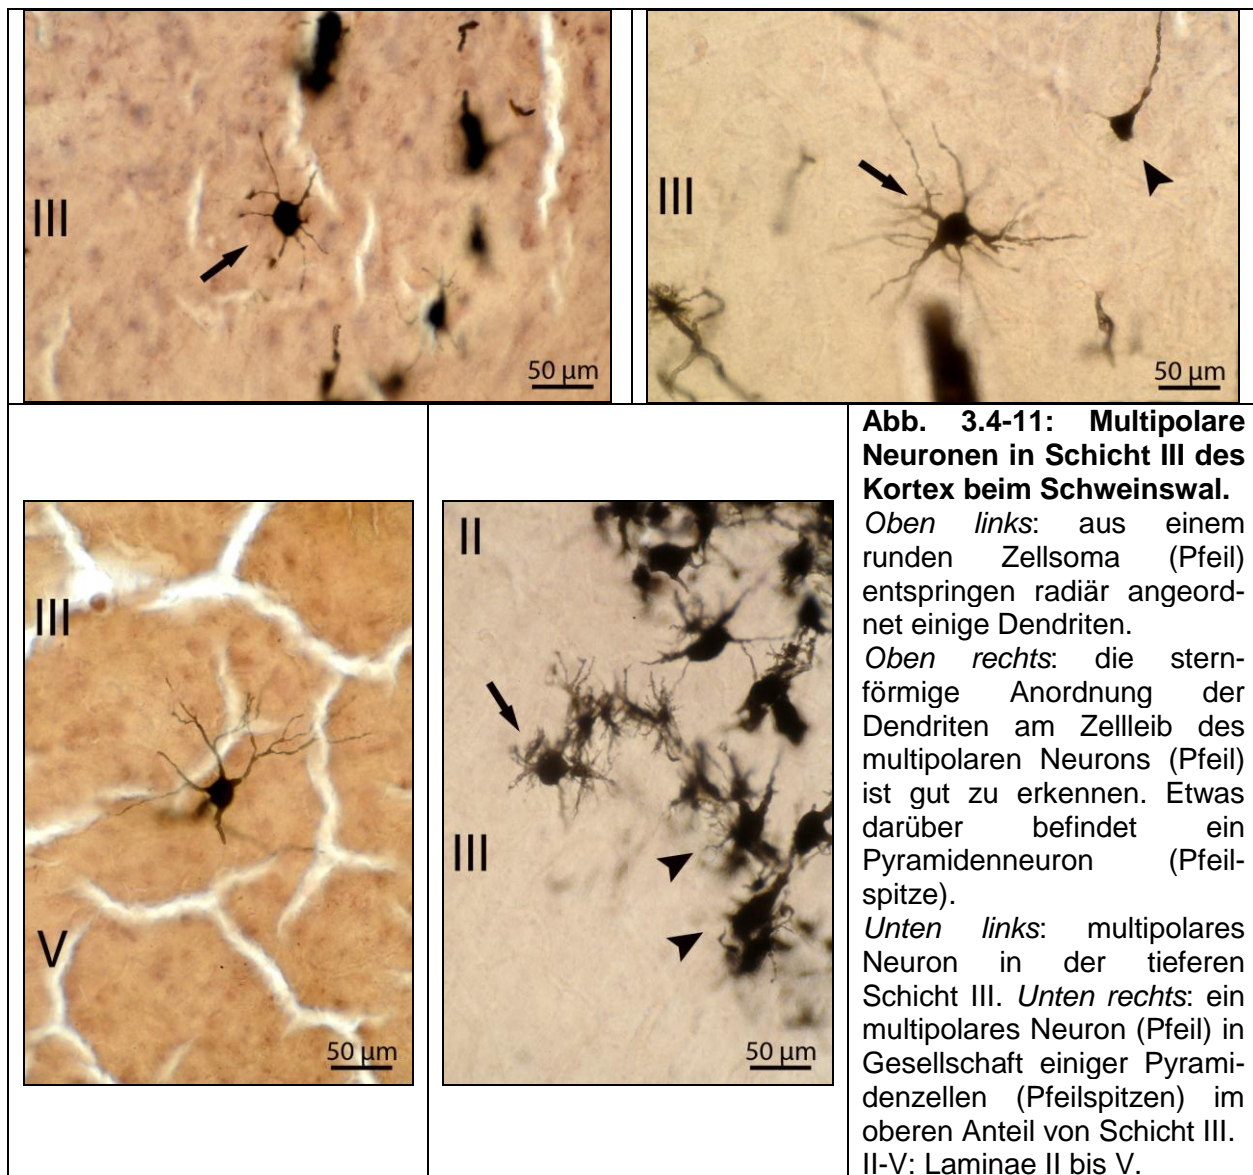 III
50 µm
III
50 µm
III
V
50 µm
II
III
50 µm
Abb. 3.4-11: Multipolare
Neuronen in Schicht III des
Kortex beim Schweinswal.
Oben links: aus einem
runden Zellsoma (Pfeil)
entspringen radiär angeord-
net einige Dendriten.
Oben rechts: die stern-
förmige Anordnung der
Dendriten am Zellleib des
multipolaren Neurons (Pfeil)
ist gut zu erkennen. Etwas
darüber befindet ein
Pyramidenneuron (Pfeil-
spitze).
Unten links: multipolares
Neuron in der tieferen
Schicht III. Unten rechts: ein
multipolares Neuron (Pfeil) in
Gesellschaft einiger Pyrami-
denzellen (Pfeilspitzen) im
oberen Anteil von Schicht III.
II-V: Laminae II bis V.